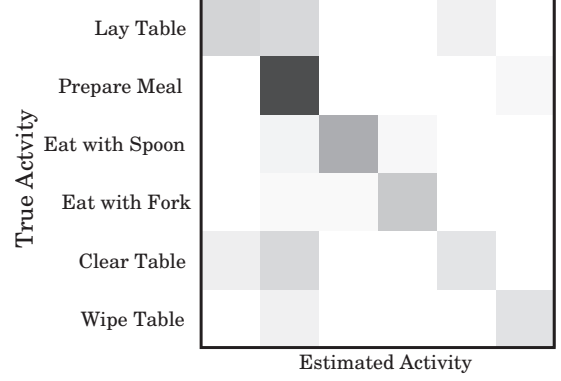 Lay Table
Prepare Meal
Eat with Spoon
Eat with Fork
Clear Table
Wipe Table
True Actvity
Estimated Activity